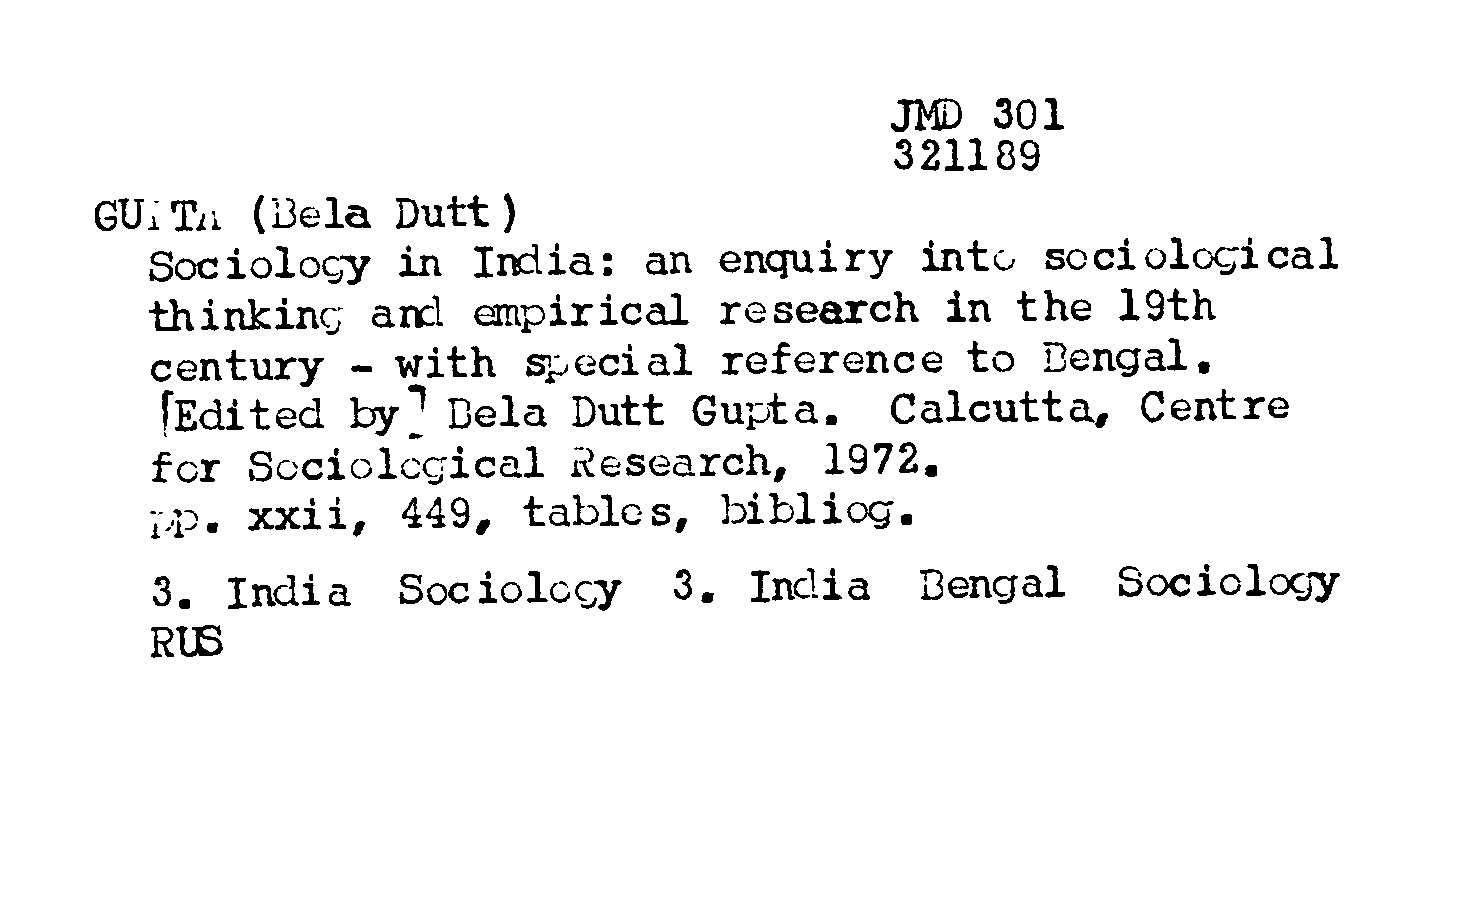 JMD 301
321189
GUPTA (Bela Dutt)
Sociology in India: an enquiry into sociological
thinking and empirical research in the 19th
century - with special reference to Bengal.
[Edited by] Bela Dutt Gupta. Calcutta, Centre
for Sociological Research, 1972.
pp. xxii, 449, tables, bibliog.
3. India Sociology 3. India Bengal Sociology
RUS